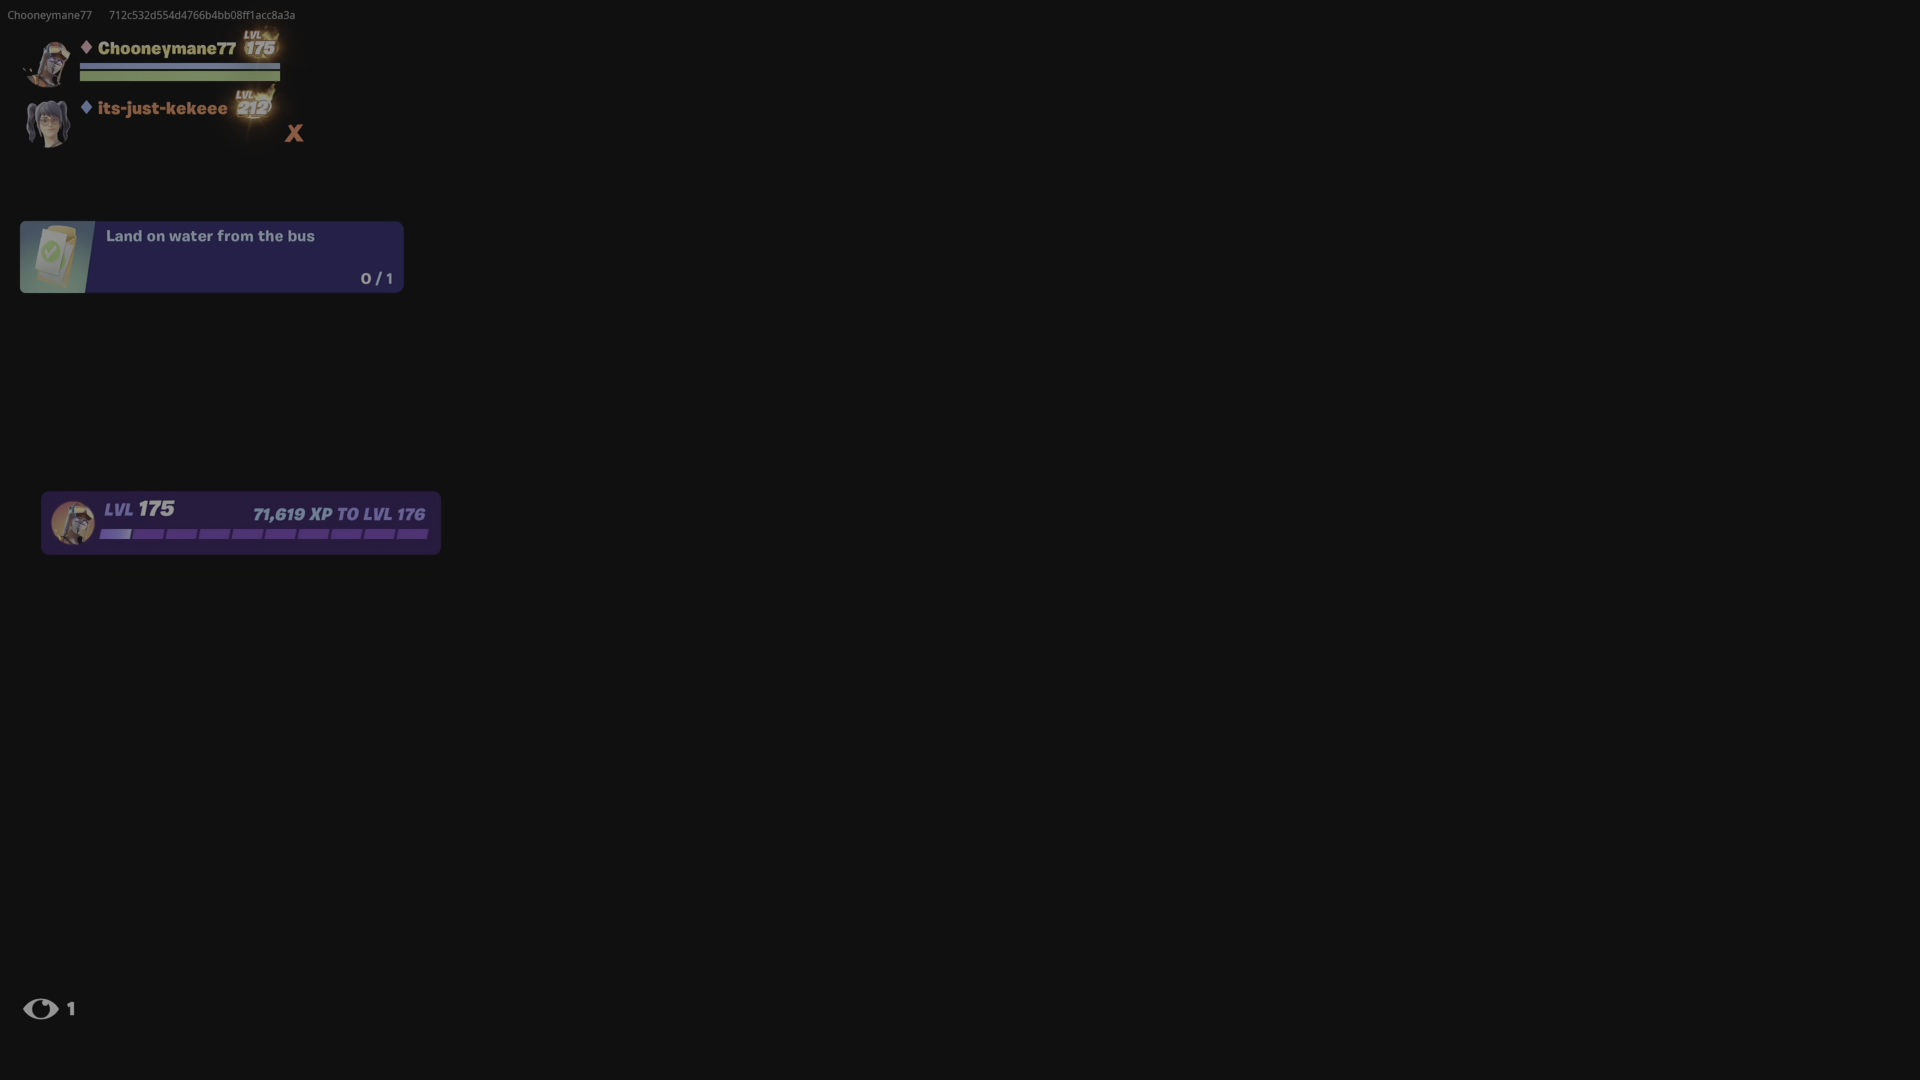 Chooneymane77 712c532d554d4766b4bb08ff1acc8a3a
Chooneymane77 LVL 175
its-just-kekeee LVL 212
X
Land on water from the bus
0 / 1
LVL 175 71,619 XP TO LVL 176
1